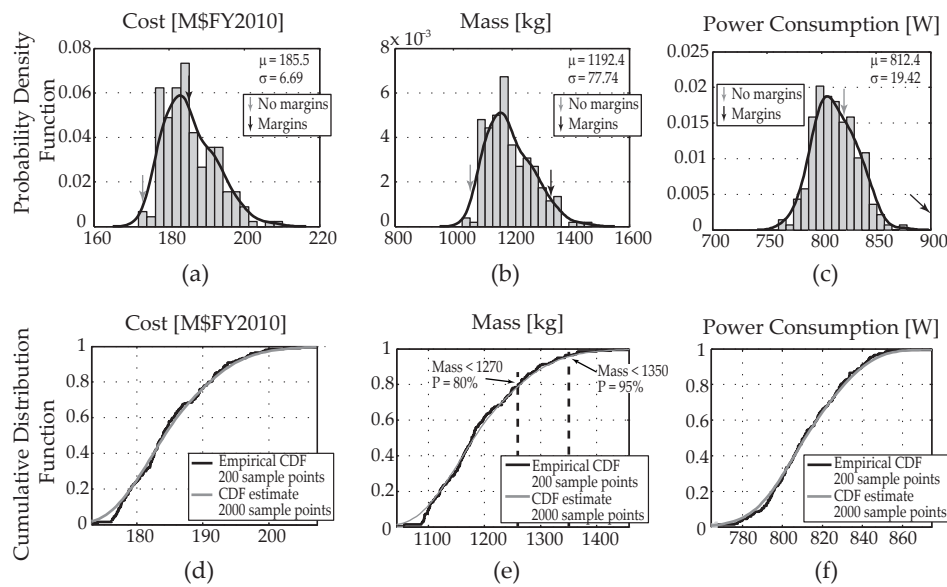 Cost [M$FY2010]
Mass [kg]
Power Consumption [W]
Probability Density
Function
0.08
0.06
0.04
0.02
0
160
180
200
220
μ = 185.5
σ = 6.69
No margins
Margins
(a)
8 × 10⁻³
6
4
2
0
800
1000
1200
1400
1600
μ = 1192.4
σ = 77.74
No margins
Margins
(b)
0.025
0.02
0.015
0.01
0.005
0
700
750
800
850
900
μ = 812.4
σ = 19.42
No margins
Margins
(c)
Cost [M$FY2010]
Mass [kg]
Power Consumption [W]
Cumulative Distribution
Function
1
0.8
0.6
0.4
0.2
0
180
190
200
Empirical CDF
200 sample points
CDF estimate
2000 sample points
(d)
1
0.8
0.6
0.4
0.2
0
1100
1200
1300
1400
Mass < 1270
P = 80%
Mass < 1350
P = 95%
Empirical CDF
200 sample points
CDF estimate
2000 sample points
(e)
1
0.8
0.6
0.4
0.2
0
780
800
820
840
860
Empirical CDF
200 sample points
CDF estimate
2000 sample points
(f)